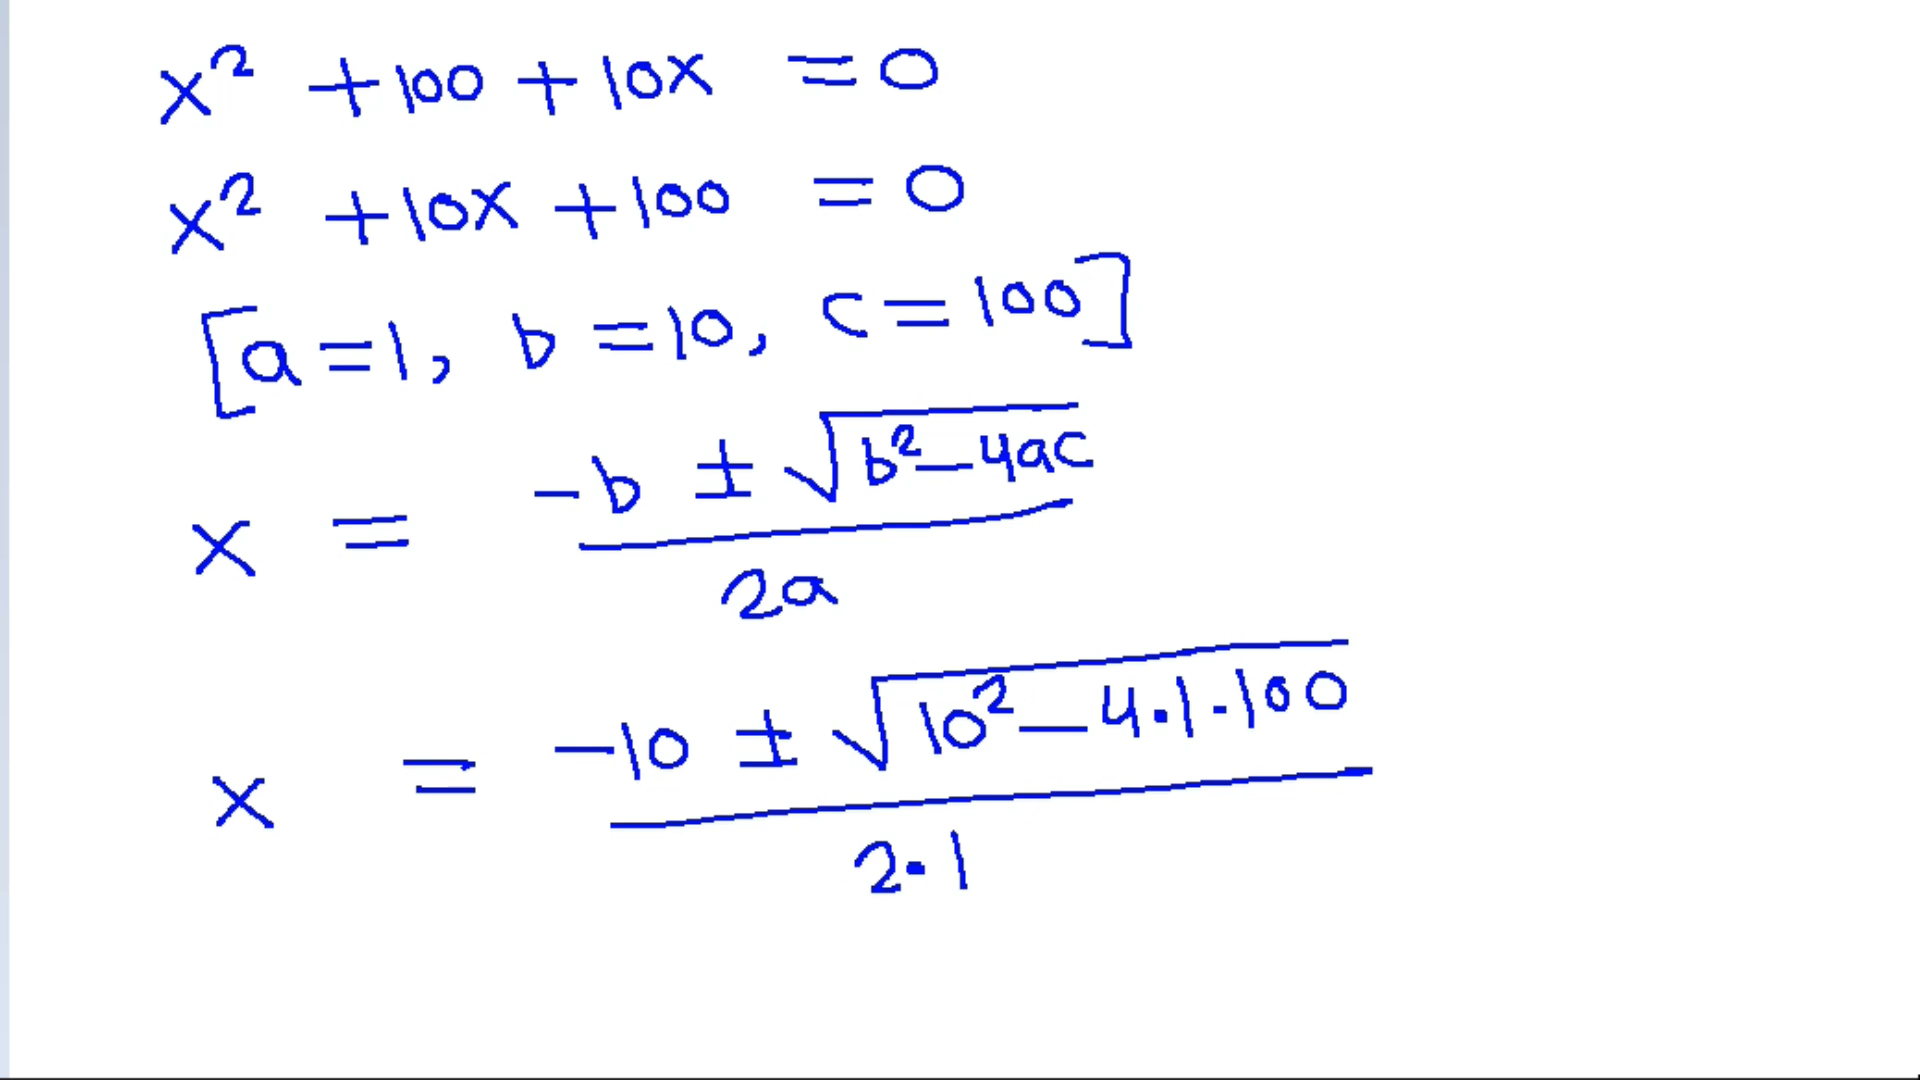 x² + 100 + 10x = 0
x² + 10x + 100 = 0
[a = 1, b = 10, c = 100]
x = (-b ± √(b² - 4ac)) / 2a
x = (-10 ± √(10² - 4·1·100)) / 2·1